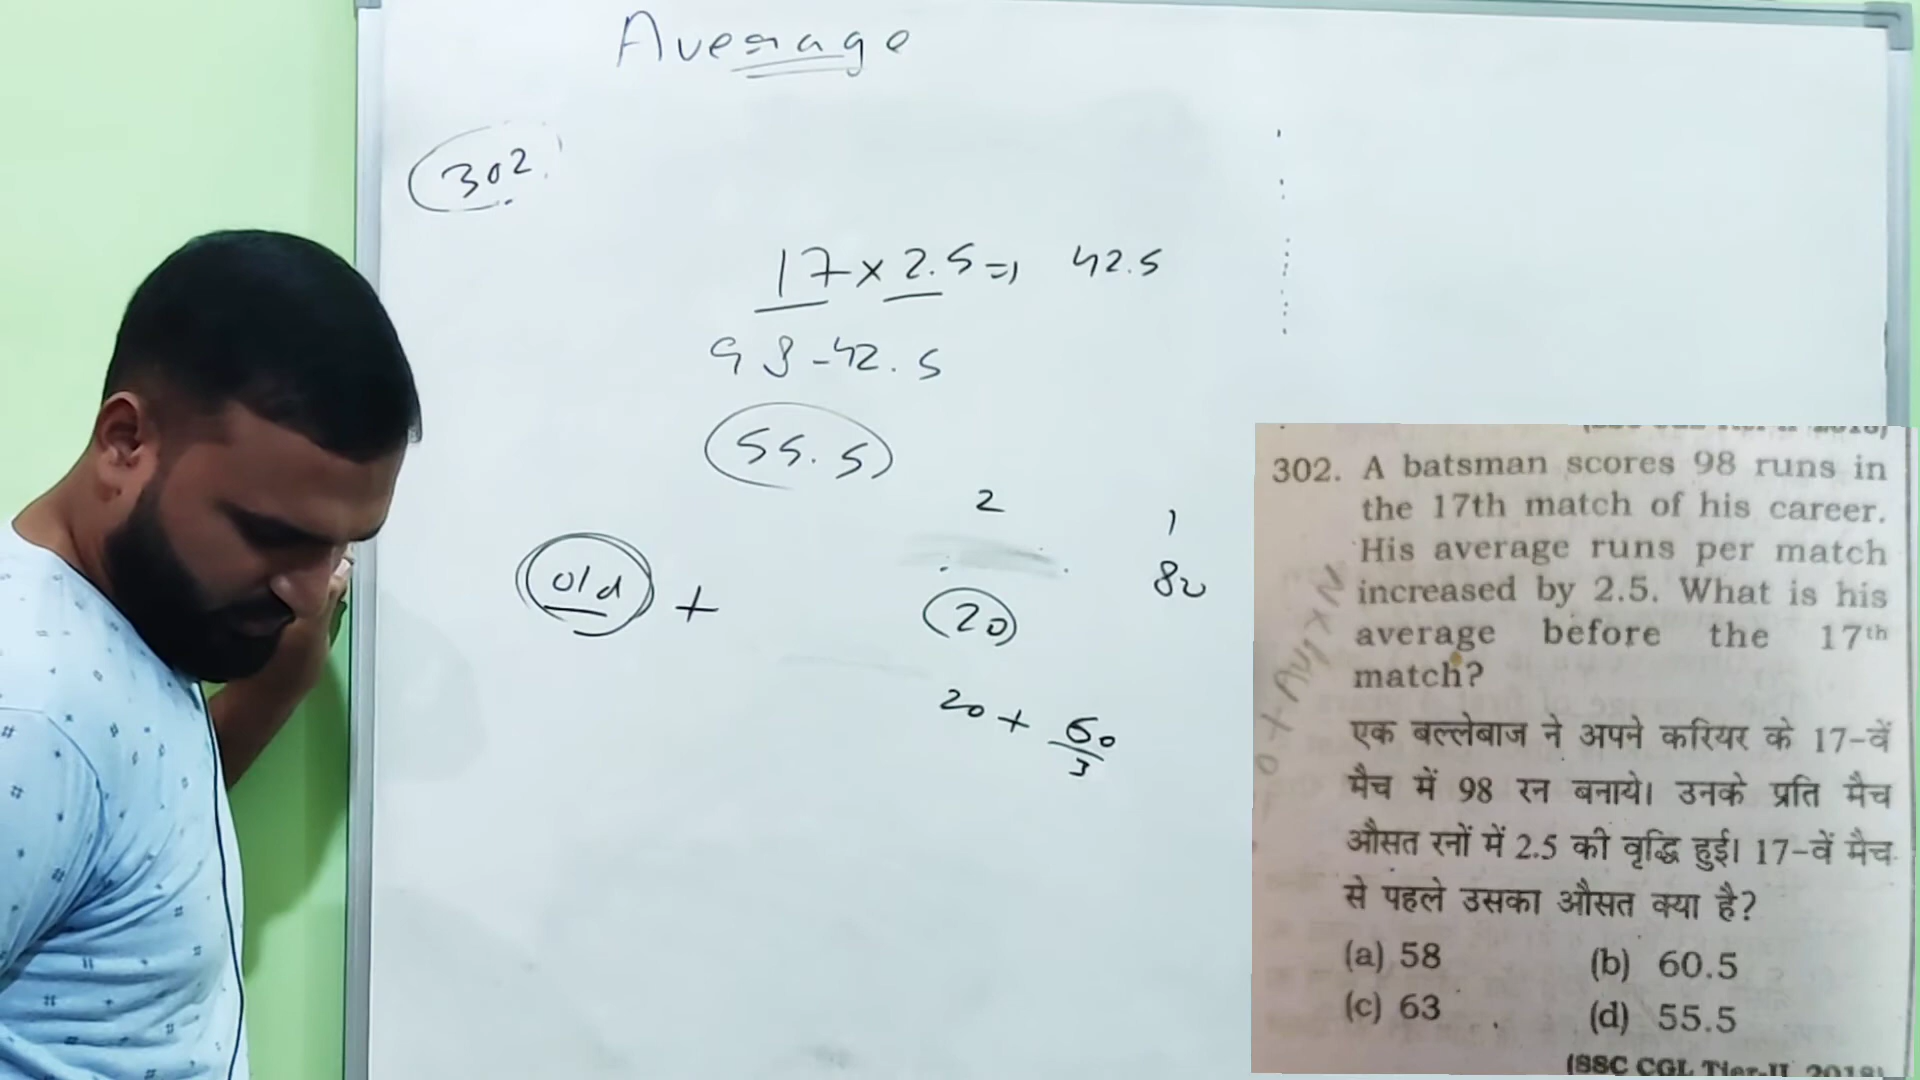 Average
302
17 × 2.5 => 42.5
98 - 42.5
55.5
2 1
old + 20 80
20 + 60/3
302. A batsman scores 98 runs in
the 17th match of his career.
His average runs per match
increased by 2.5. What is his
average before the 17th
match?
एक बल्लेबाज ने अपने करियर के 17-वें
मैच में 98 रन बनाये। उनके प्रति मैच
औसत रनों में 2.5 की वृद्धि हुई। 17-वें मैच
से पहले उसका औसत क्या है?
(a) 58 (b) 60.5
(c) 63 (d) 55.5
(SSC CGL Tier-II 2018)